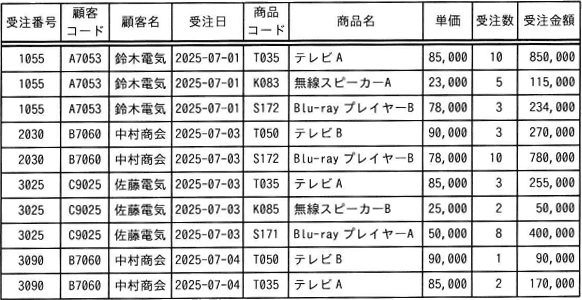 受注番号 顧客コード 顧客名 受注日 商品コード 商品名 単価 受注数 受注金額
1055 A7053 鈴木電気 2025-07-01 T035 テレビA 85,000 10 850,000
1055 A7053 鈴木電気 2025-07-01 K083 無線スピーカーA 23,000 5 115,000
1055 A7053 鈴木電気 2025-07-01 S172 Blu-ray プレイヤーB 78,000 3 234,000
2030 B7060 中村商会 2025-07-03 T050 テレビB 90,000 3 270,000
2030 B7060 中村商会 2025-07-03 S172 Blu-ray プレイヤーB 78,000 10 780,000
3025 C9025 佐藤電気 2025-07-03 T035 テレビA 85,000 3 255,000
3025 C9025 佐藤電気 2025-07-03 K085 無線スピーカーB 25,000 2 50,000
3025 C9025 佐藤電気 2025-07-03 S171 Blu-ray プレイヤーA 50,000 8 400,000
3090 B7060 中村商会 2025-07-04 T050 テレビB 90,000 1 90,000
3090 B7060 中村商会 2025-07-04 T035 テレビA 85,000 2 170,000